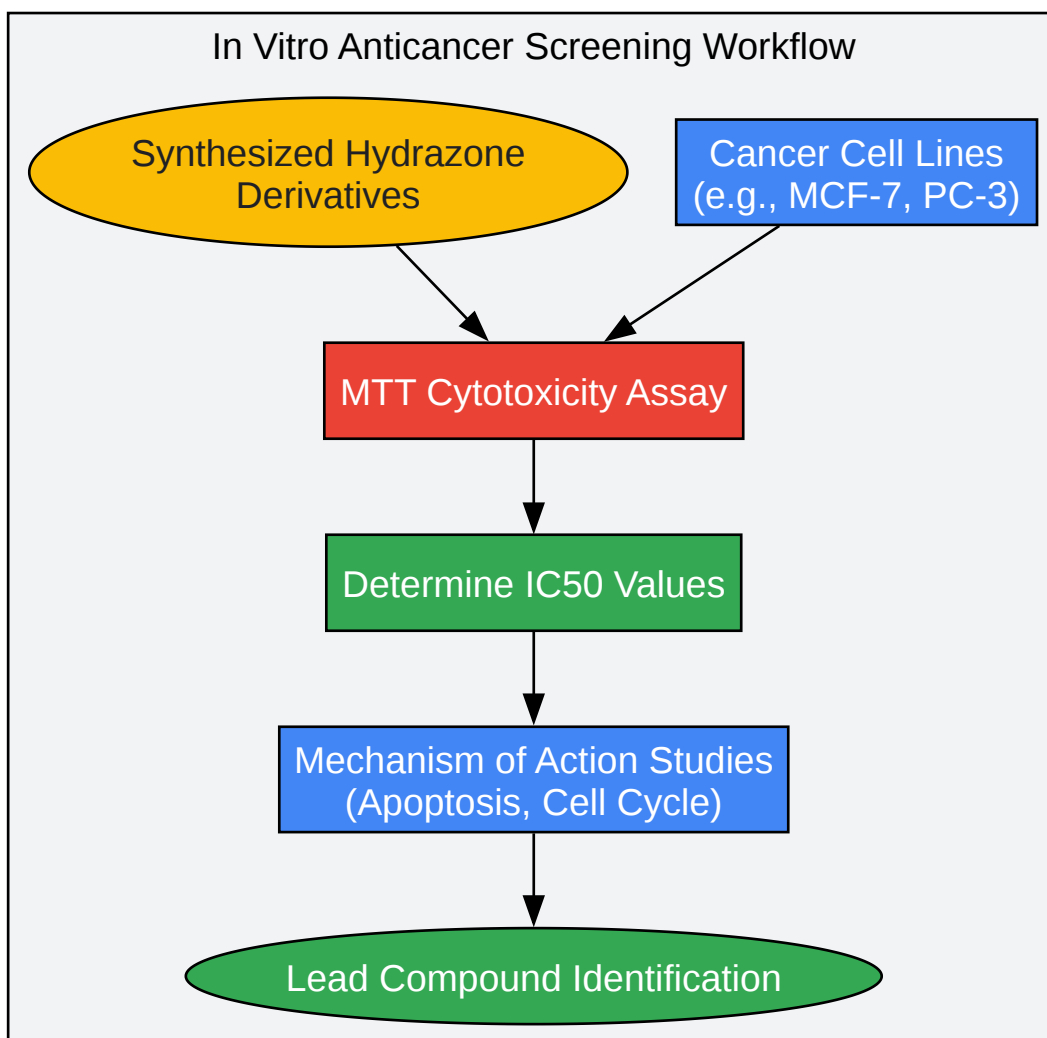 In Vitro Anticancer Screening Workflow
Synthesized Hydrazone
Derivatives
Cancer Cell Lines
(e.g., MCF-7, PC-3)
MTT Cytotoxicity Assay
Determine IC50 Values
Mechanism of Action Studies
(Apoptosis, Cell Cycle)
Lead Compound Identification